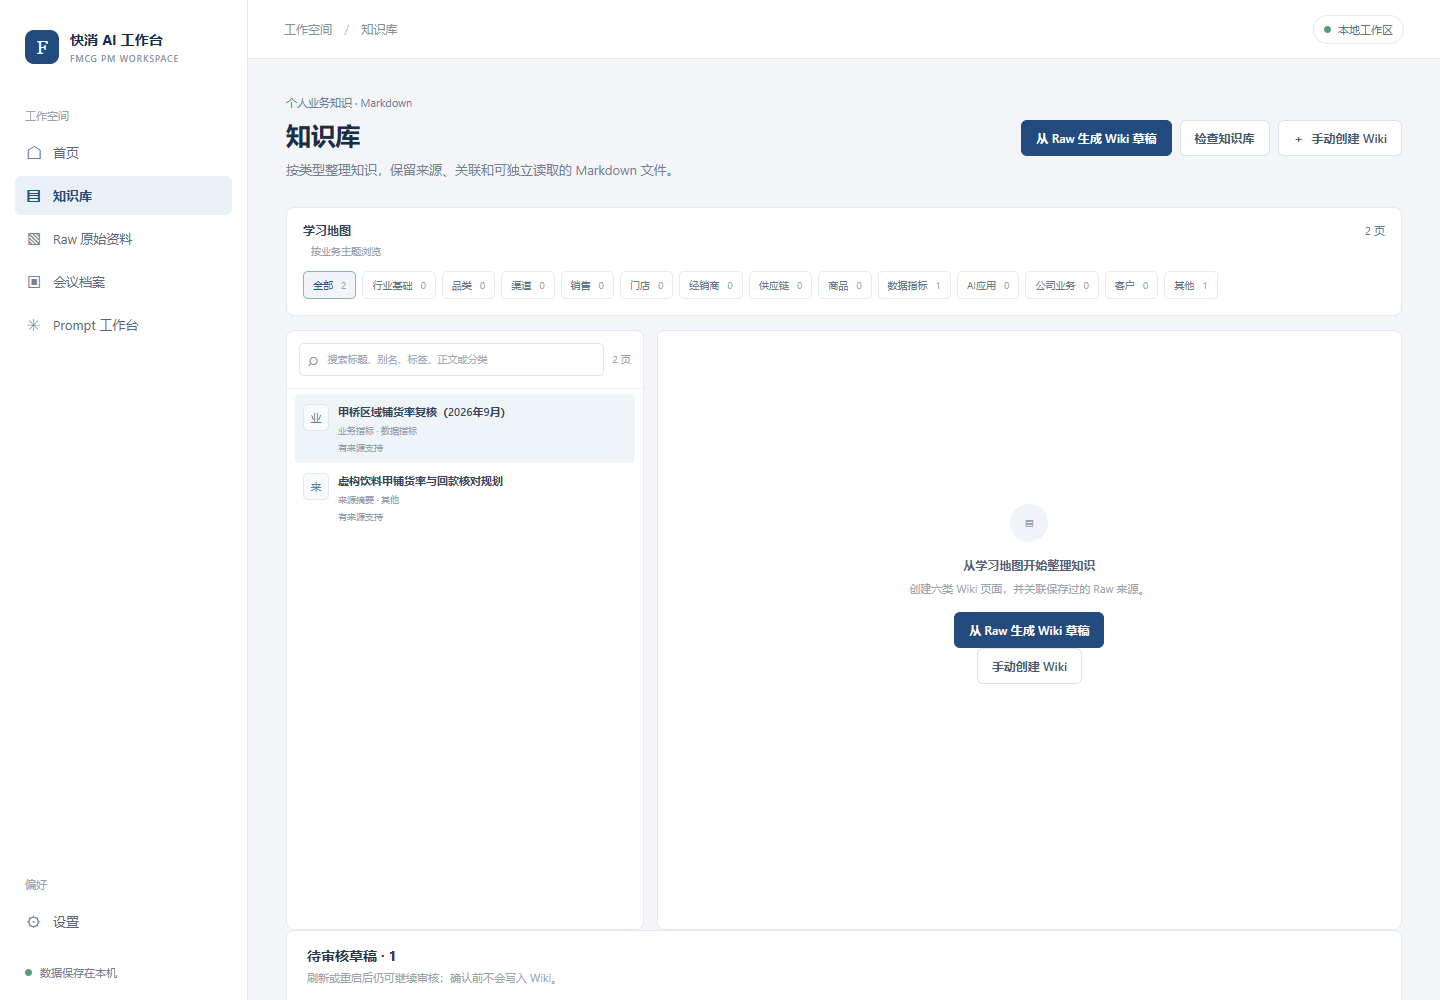 F
快消 AI 工作台
FMCG PM WORKSPACE
工作空间
首页
知识库
Raw 原始资料
会议档案
Prompt 工作台
偏好
设置
数据保存在本机
工作空间 / 知识库
本地工作区
个人业务知识 · Markdown
知识库
按类型整理知识，保留来源、关联和可独立读取的 Markdown 文件。
从 Raw 生成 Wiki 草稿
检查知识库
+ 手动创建 Wiki
学习地图
2 页
按业务主题浏览
全部 2
行业基础 0
品类 0
渠道 0
销售 0
门店 0
经销商 0
供应链 0
商品 0
数据指标 1
AI应用 0
公司业务 0
客户 0
其他 1
搜索标题、别名、标签、正文或分类
2 页
业
甲桥区域铺货率复核（2026年9月）
业务指标 · 数据指标
有来源支持
来
虚构饮料甲铺货率与回款核对规划
来源摘要 · 其他
有来源支持
从学习地图开始整理知识
创建六类 Wiki 页面，并关联保存过的 Raw 来源。
从 Raw 生成 Wiki 草稿
手动创建 Wiki
待审核草稿 · 1
刷新或重启后仍可继续审核；确认前不会写入 Wiki。